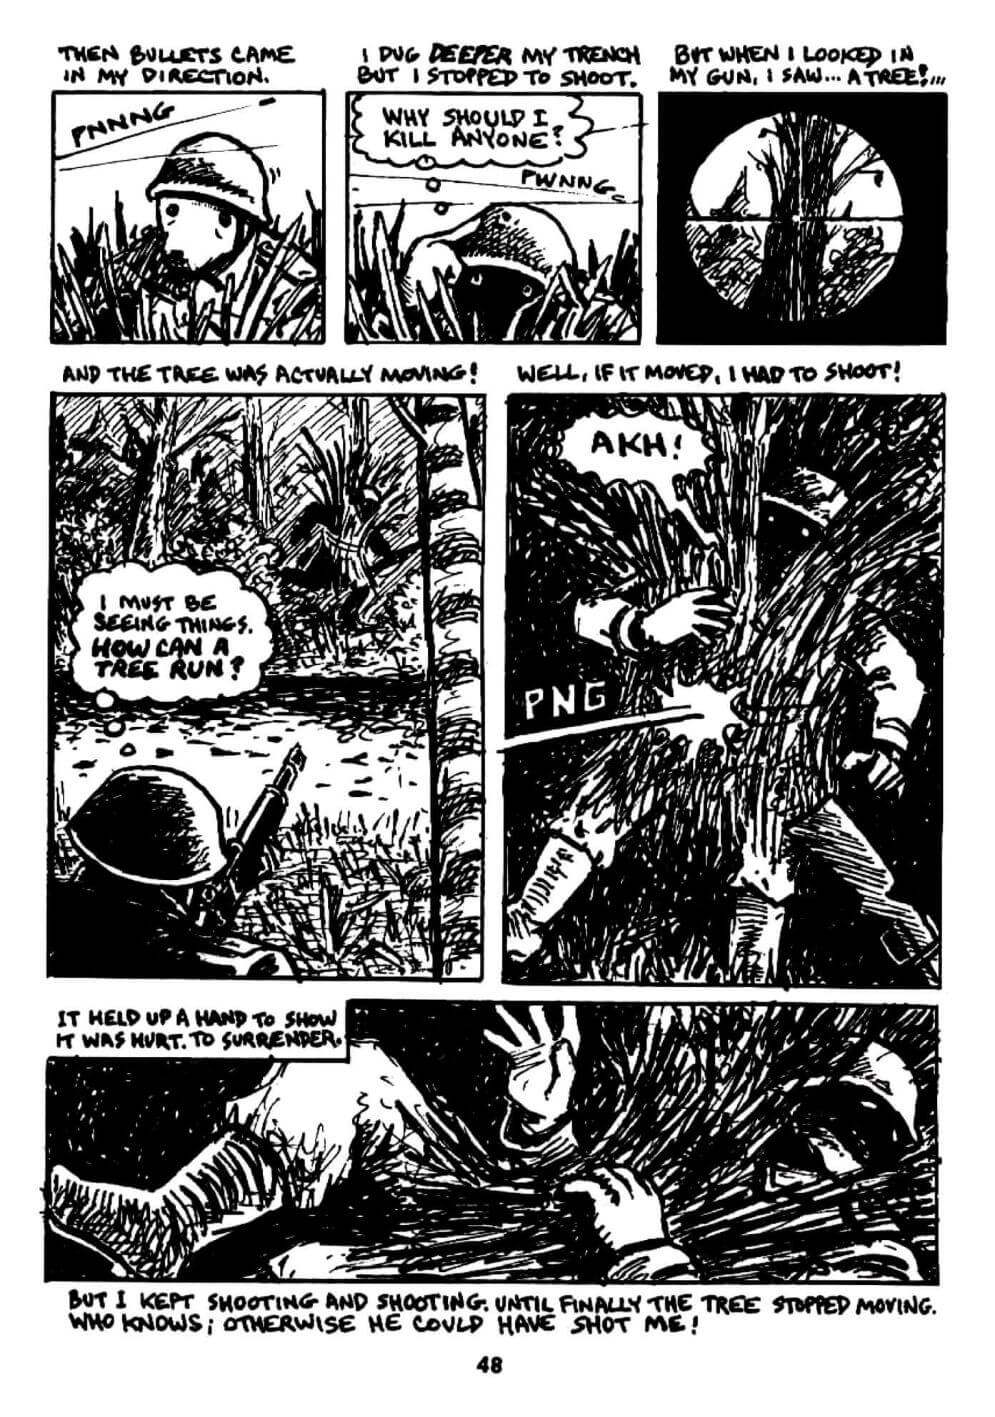 THEN BULLETS CAME
IN MY DIRECTION.
PNNNNG
I DUG DEEPER MY TRENCH
BUT I STOPPED TO SHOOT.
WHY SHOULD I
KILL ANYONE?
PWNNG
BUT WHEN I LOOKED IN
MY GUN, I SAW... A TREE!...
AND THE TREE WAS ACTUALLY MOVING!
I MUST BE
SEEING THINGS.
HOW CAN A
TREE RUN?
WELL, IF IT MOVED, I HAD TO SHOOT!
AKH!
PNG
IT HELD UP A HAND TO SHOW
IT WAS HURT. TO SURRENDER.
BUT I KEPT SHOOTING AND SHOOTING. UNTIL FINALLY THE TREE STOPPED MOVING.
WHO KNOWS; OTHERWISE HE COULD HAVE SHOT ME!
48